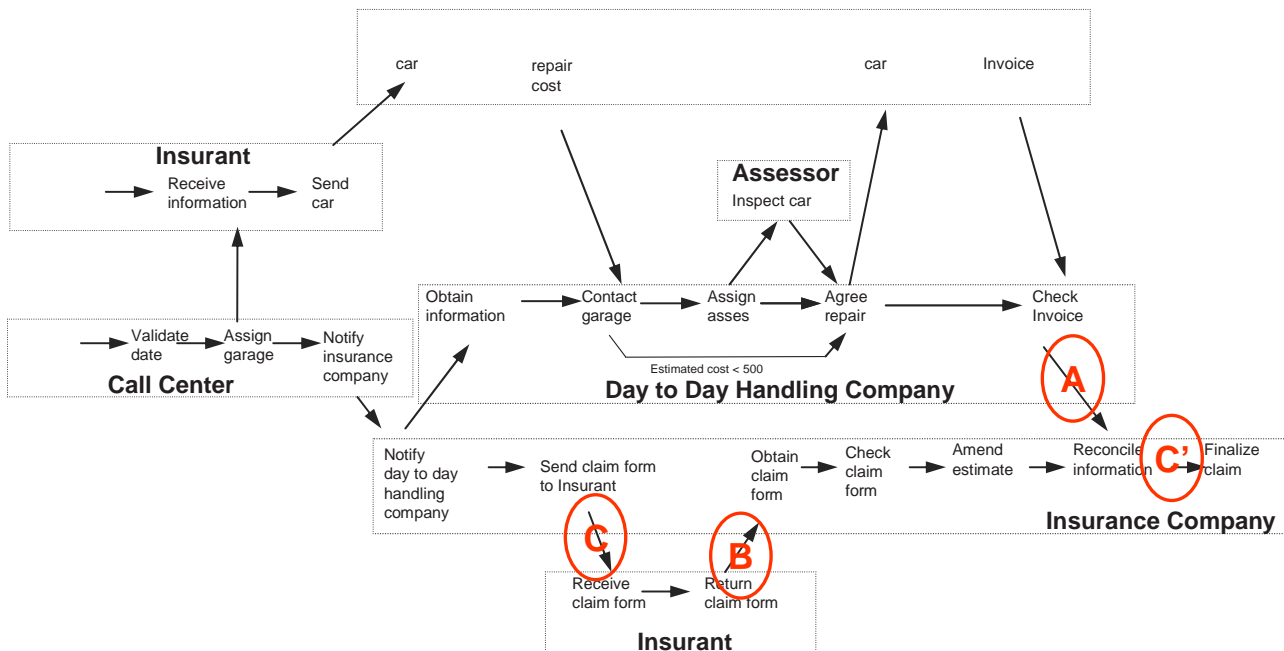 car
repair
cost
car
Invoice
Insurant
Receive
information
Send
car
Assessor
Inspect car
Obtain
information
Contact
garage
Assign
asses
Agree
repair
Check
Invoice
Estimated cost < 500
Day to Day Handling Company
A
Validate
date
Assign
garage
Notify
insurance
company
Call Center
Notify
day to day
handling
company
Send claim form
to Insurant
Obtain
claim
form
Check
claim
form
Amend
estimate
Reconcile
information
C’
Finalize
claim
Insurance Company
C
B
Receive
claim form
Return
claim form
Insurant